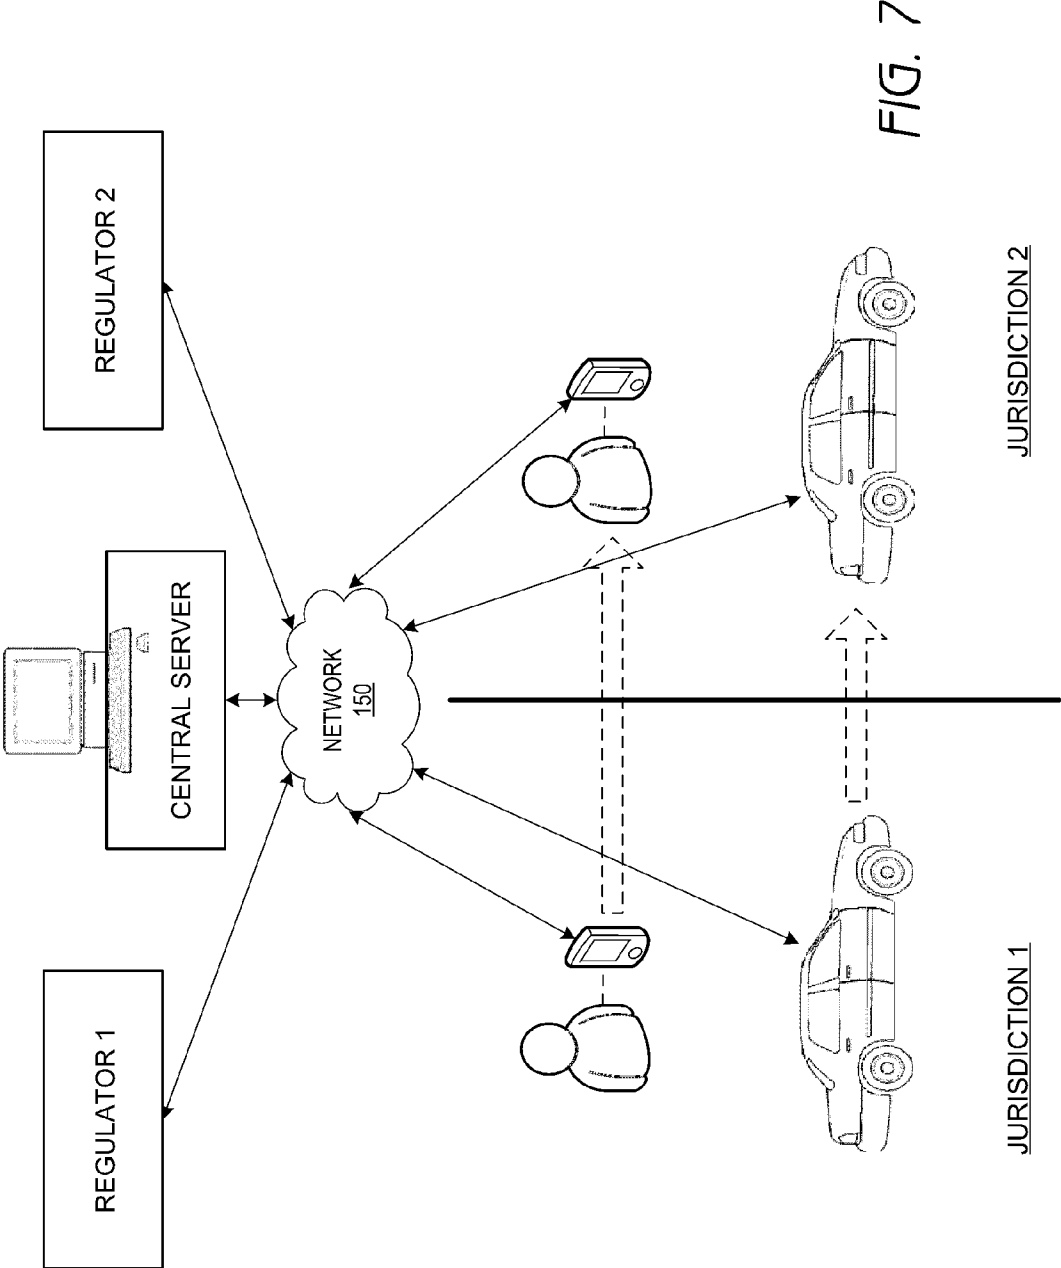 REGULATOR 1
CENTRAL SERVER
REGULATOR 2
NETWORK
150
JURISDICTION 1
JURISDICTION 2
FIG. 7